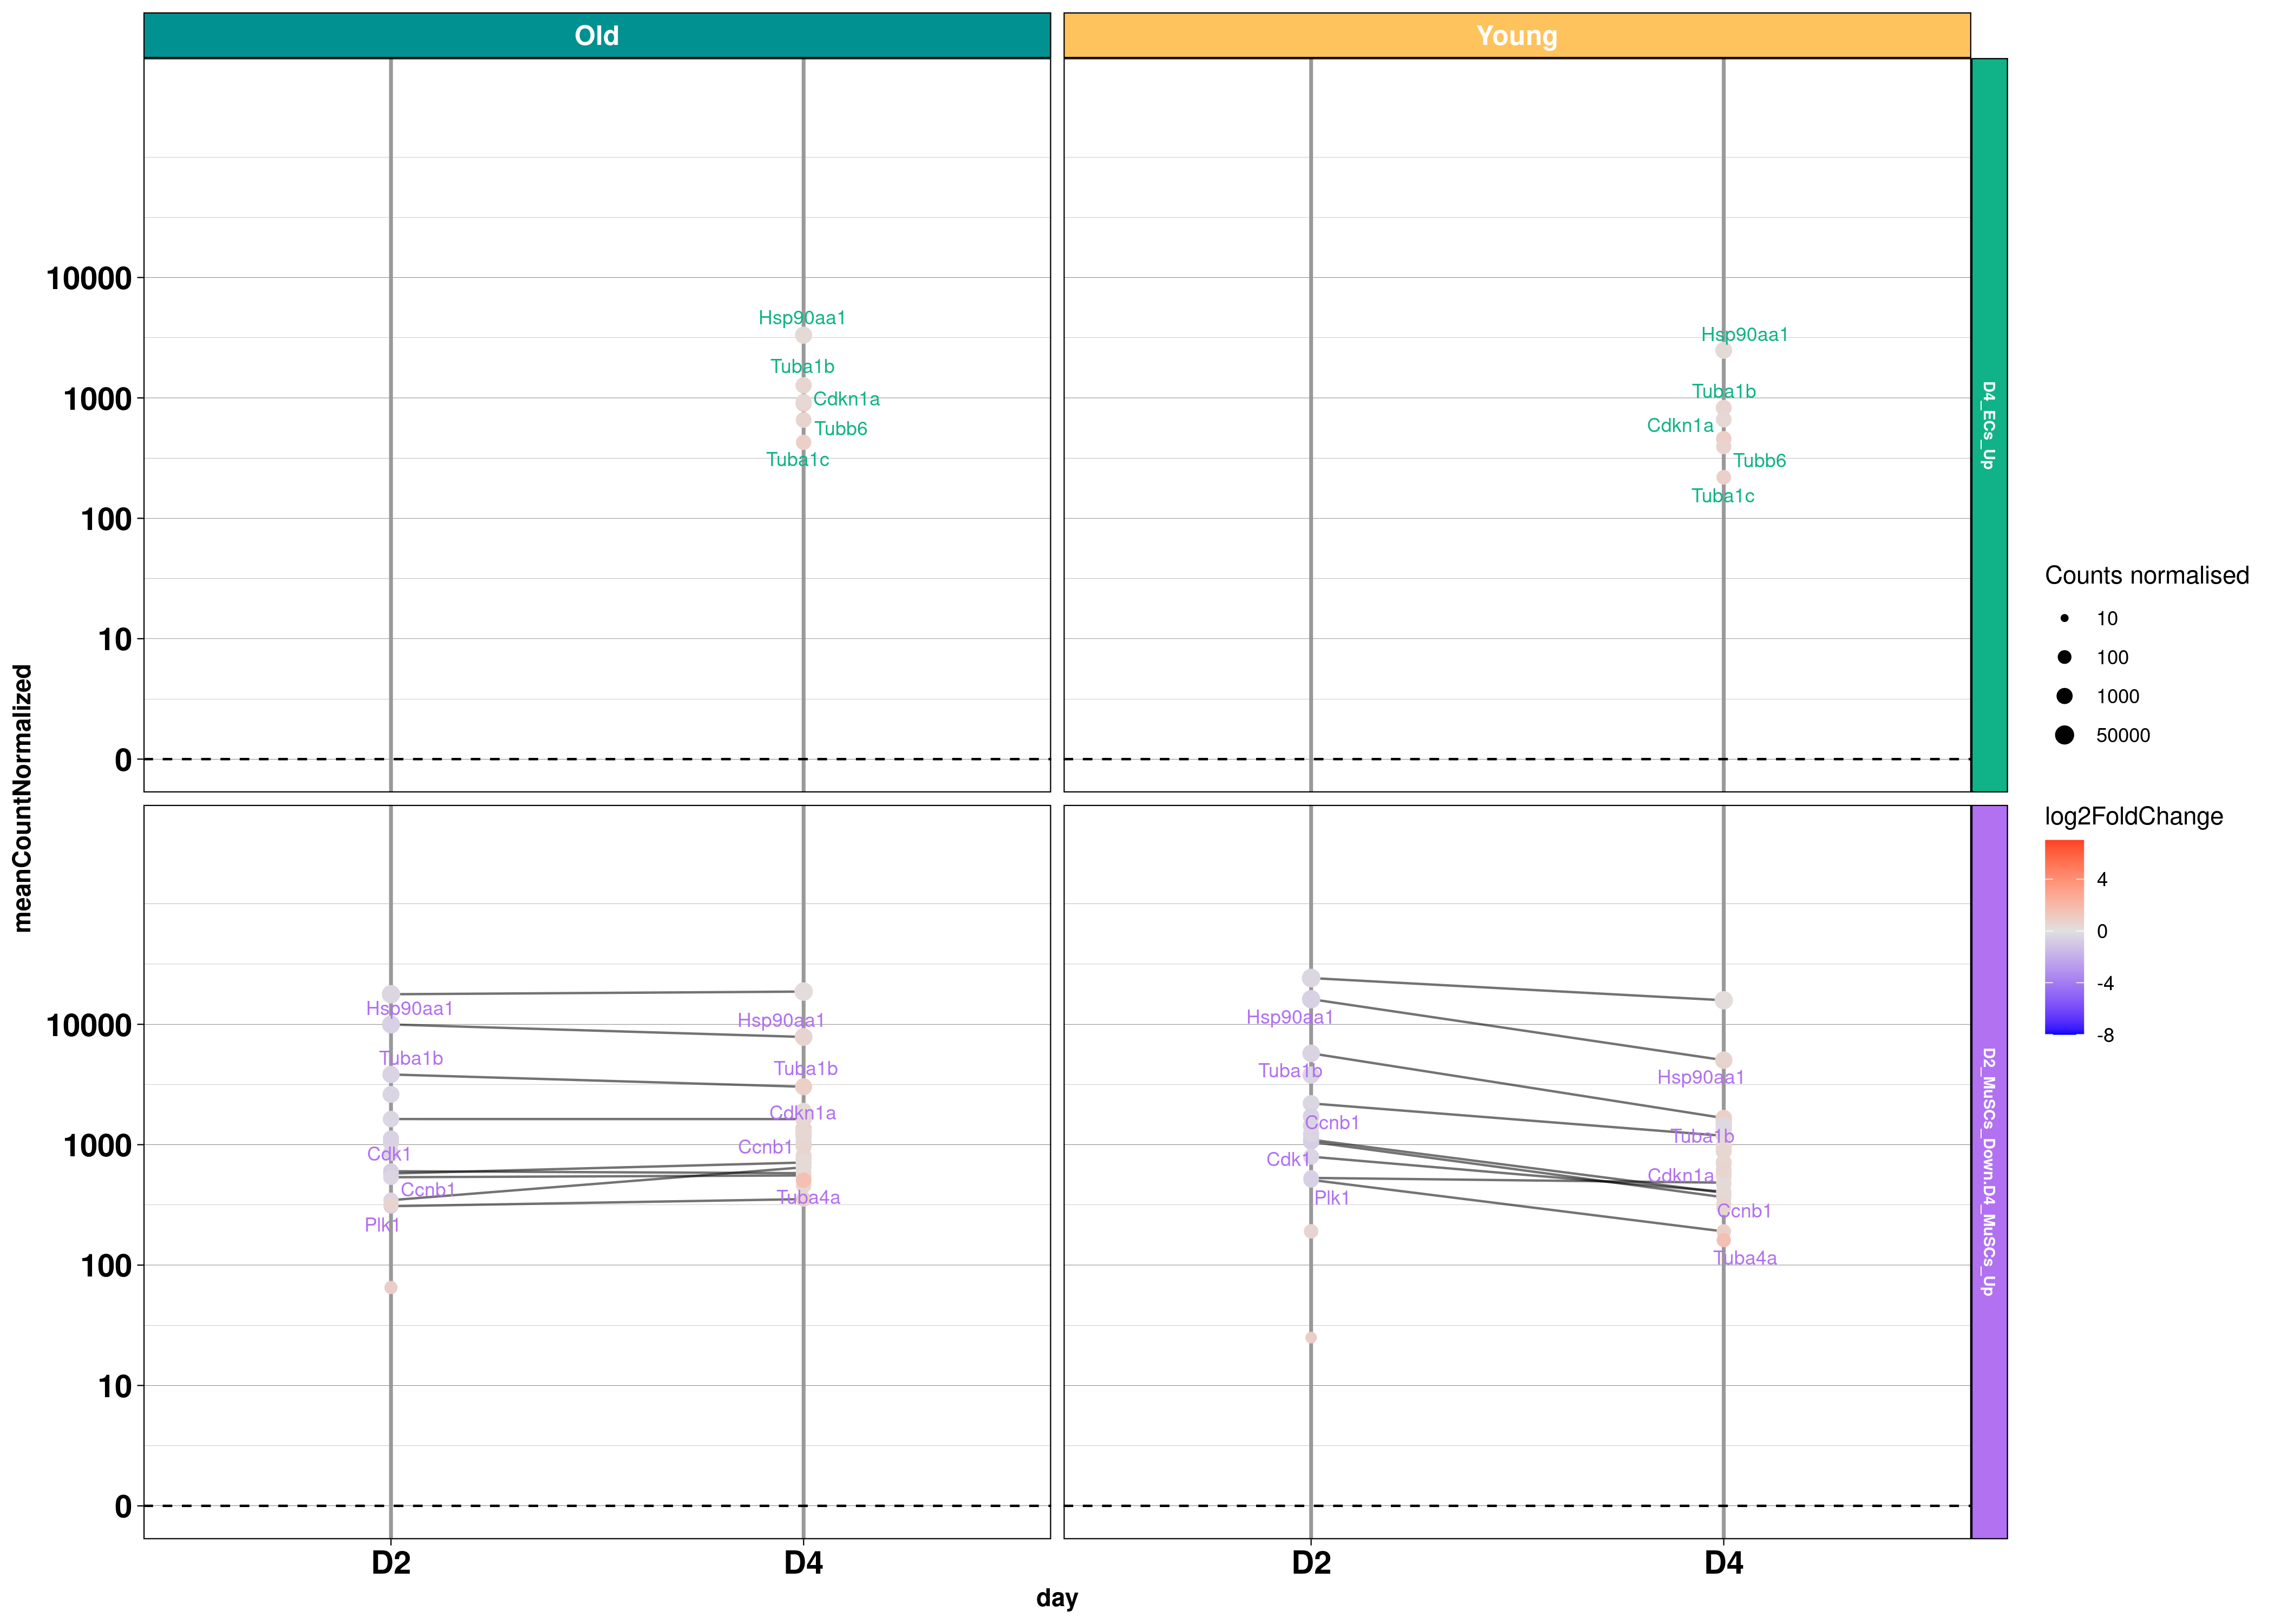 Old
Young
10000
1000
100
10
0
Hsp90aa1
Tuba1b
Cdkn1a
Tubb6
Tuba1c
Hsp90aa1
Tuba1b
Cdkn1a
Tubb6
Tuba1c
D4_ECs_Up
meanCountNormalized
10000
1000
100
10
0
Hsp90aa1
Tuba1b
Cdk1
Ccnb1
Plk1
Hsp90aa1
Tuba1b
Cdkn1a
Ccnb1
Tuba4a
Hsp90aa1
Tuba1b
Ccnb1
Cdk1
Plk1
Hsp90aa1
Tuba1b
Cdkn1a
Ccnb1
Tuba4a
D2_MuSCs_Down.D4_MuSCs_Up
D2
D4
D2
D4
day
Counts normalised
10
100
1000
50000
log2FoldChange
4
0
-4
-8